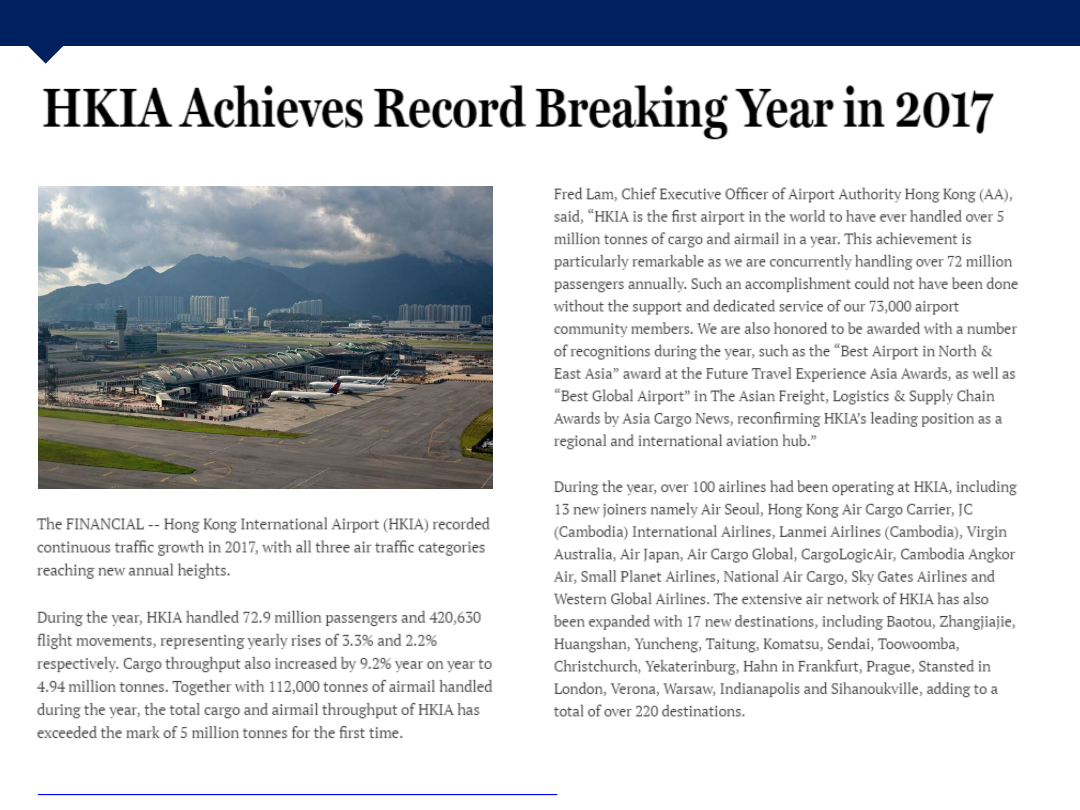 HKIA Achieves Record Breaking Year in 2017
The FINANCIAL -- Hong Kong International Airport (HKIA) recorded
continuous traffic growth in 2017, with all three air traffic categories
reaching new annual heights.
During the year, HKIA handled 72.9 million passengers and 420,630
flight movements, representing yearly rises of 3.3% and 2.2%
respectively. Cargo throughput also increased by 9.2% year on year to
4.94 million tonnes. Together with 112,000 tonnes of airmail handled
during the year, the total cargo and airmail throughput of HKIA has
exceeded the mark of 5 million tonnes for the first time.
Fred Lam, Chief Executive Officer of Airport Authority Hong Kong (AA),
said, “HKIA is the first airport in the world to have ever handled over 5
million tonnes of cargo and airmail in a year. This achievement is
particularly remarkable as we are concurrently handling over 72 million
passengers annually. Such an accomplishment could not have been done
without the support and dedicated service of our 73,000 airport
community members. We are also honored to be awarded with a number
of recognitions during the year, such as the “Best Airport in North &
East Asia” award at the Future Travel Experience Asia Awards, as well as
“Best Global Airport” in The Asian Freight, Logistics & Supply Chain
Awards by Asia Cargo News, reconfirming HKIA’s leading position as a
regional and international aviation hub.”
During the year, over 100 airlines had been operating at HKIA, including
13 new joiners namely Air Seoul, Hong Kong Air Cargo Carrier, JC
(Cambodia) International Airlines, Lanmei Airlines (Cambodia), Virgin
Australia, Air Japan, Air Cargo Global, CargoLogicAir, Cambodia Angkor
Air, Small Planet Airlines, National Air Cargo, Sky Gates Airlines and
Western Global Airlines. The extensive air network of HKIA has also
been expanded with 17 new destinations, including Baotou, Zhangjiajie,
Huangshan, Yuncheng, Taitung, Komatsu, Sendai, Toowoomba,
Christchurch, Yekaterinburg, Hahn in Frankfurt, Prague, Stansted in
London, Verona, Warsaw, Indianapolis and Sihanoukville, adding to a
total of over 220 destinations.